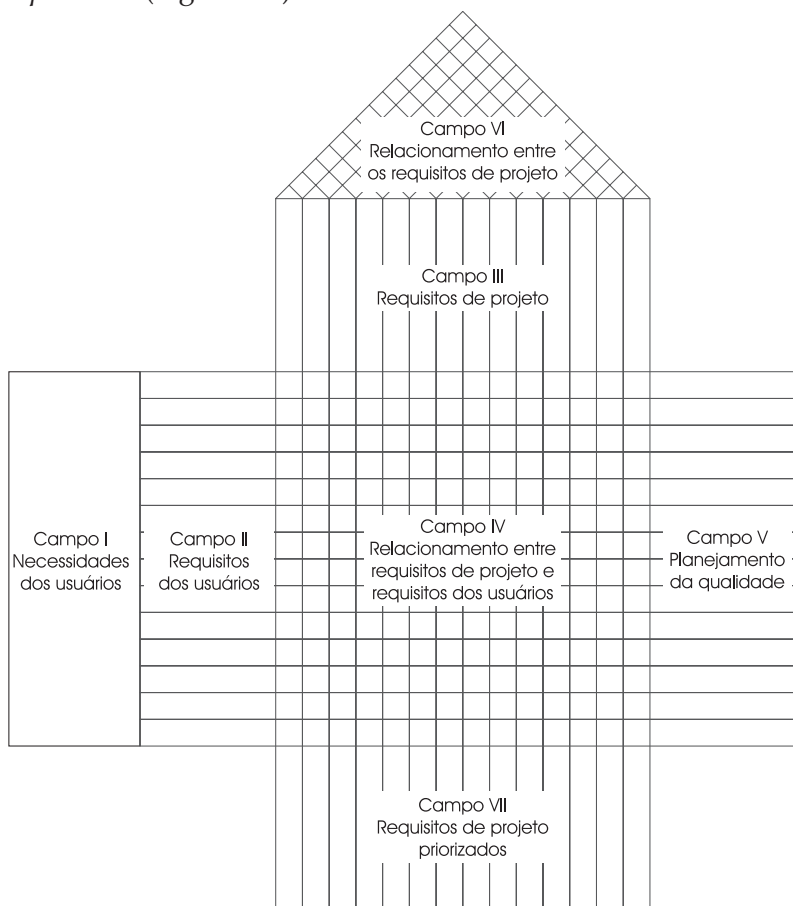 Campo VI
Relacionamento entre
os requisitos de projeto
Campo III
Requisitos de projeto
Campo I
Necessidades
dos usuários
Campo II
Requisitos
dos usuários
Campo IV
Relacionamento entre
requisitos de projeto e
requisitos dos usuários
Campo V
Planejamento
da qualidade
Campo VII
Requisitos de projeto
priorizados